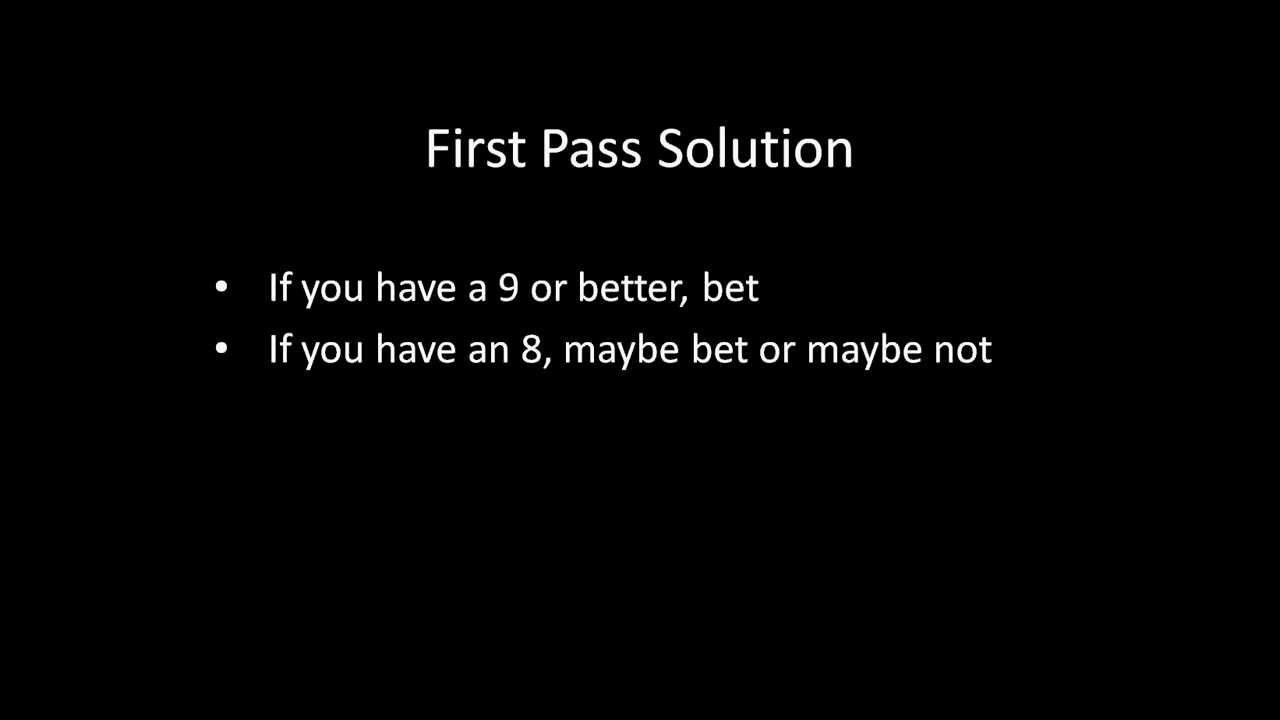 First Pass Solution
• If you have a 9 or better, bet
• If you have an 8, maybe bet or maybe not